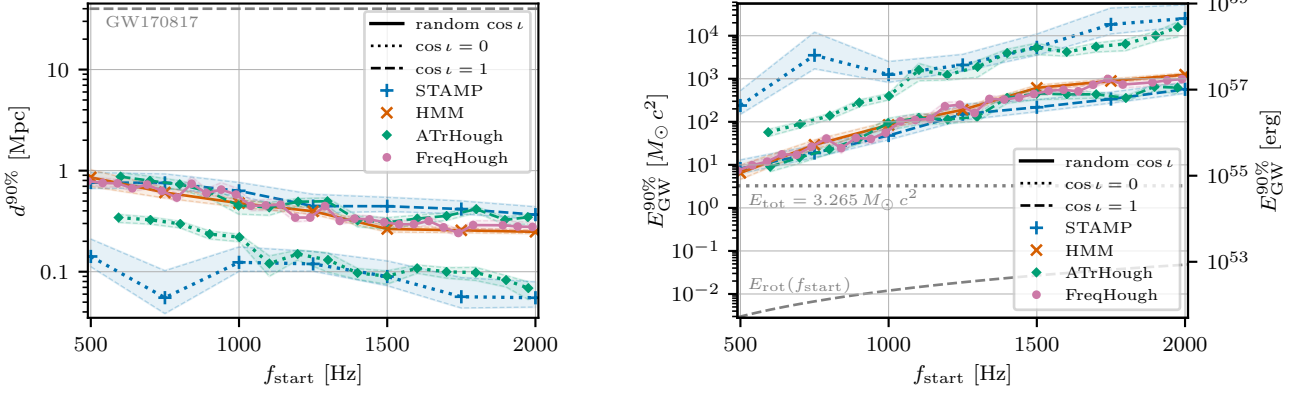 GW170817
random cos ι
cos ι = 0
cos ι = 1
STAMP
HMM
ATrHough
FreqHough
10
1
0.1
d^90% [Mpc]
500
1000
1500
2000
f_start [Hz]
10^4
10^3
10^2
10^1
10^0
10^−1
10^−2
E_GW^90% [M_⊙ c^2]
E_tot = 3.265 M_⊙ c^2
E_rot(f_start)
random cos ι
cos ι = 0
cos ι = 1
STAMP
HMM
ATrHough
FreqHough
10^57
10^55
10^53
E_GW^90% [erg]
500
1000
1500
2000
f_start [Hz]